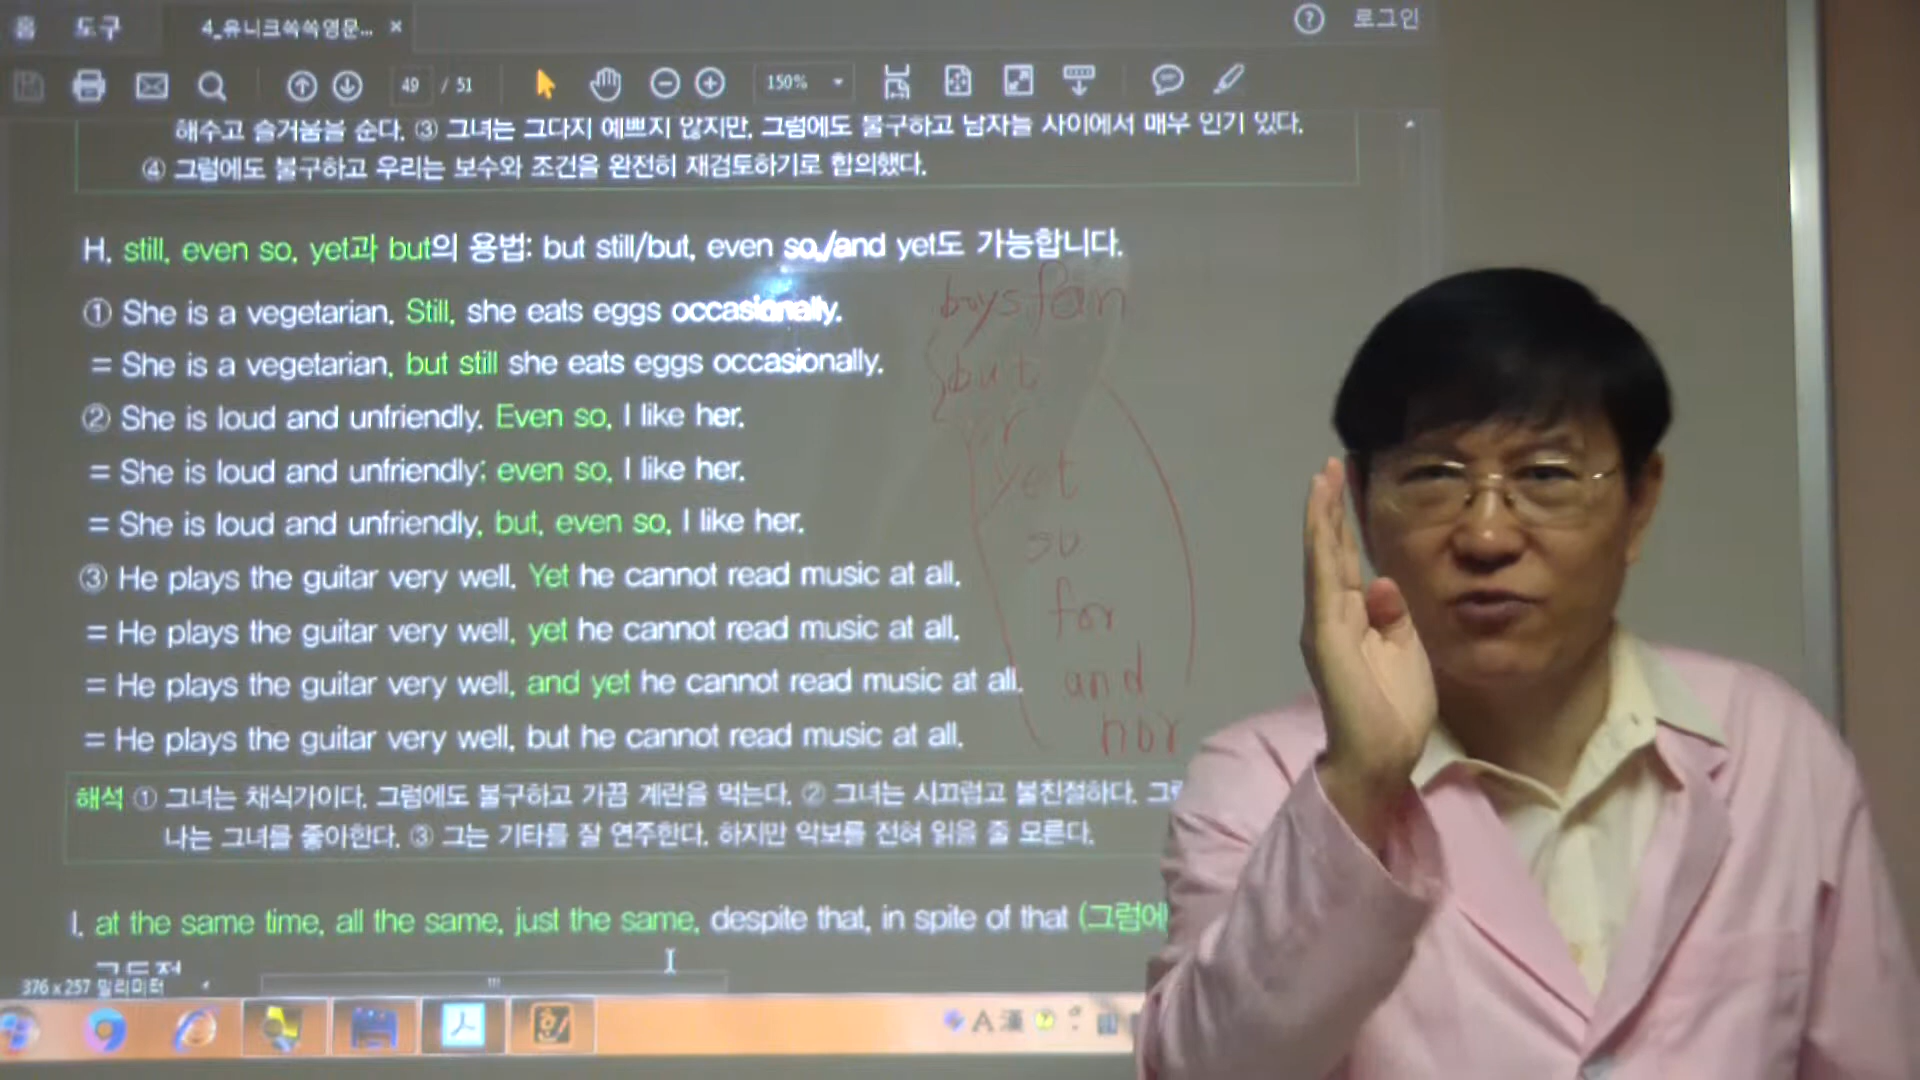 홈 도구 4_유니크쏙쏙영문... × ? 로그인
49 / 51 150%
해주고 즐거움을 준다. ③ 그녀는 그다지 예쁘지 않지만, 그럼에도 불구하고 남자들 사이에서 매우 인기 있다.
④ 그럼에도 불구하고 우리는 보수와 조건을 완전히 재검토하기로 합의했다.
H. still, even so, yet과 but의 용법: but still/but, even so,/and yet도 가능합니다.
① She is a vegetarian. Still, she eats eggs occasionally.
= She is a vegetarian, but still she eats eggs occasionally.
② She is loud and unfriendly. Even so, I like her.
= She is loud and unfriendly; even so, I like her.
= She is loud and unfriendly, but, even so, I like her.
③ He plays the guitar very well. Yet he cannot read music at all.
= He plays the guitar very well, yet he cannot read music at all.
= He plays the guitar very well, and yet he cannot read music at all.
= He plays the guitar very well, but he cannot read music at all.
boysfan
but
or
yet
so
for
and
nor
해석 ① 그녀는 채식가이다. 그럼에도 불구하고 가끔 계란을 먹는다. ② 그녀는 시끄럽고 불친절하다. 그럼
나는 그녀를 좋아한다. ③ 그는 기타를 잘 연주한다. 하지만 악보를 전혀 읽을 줄 모른다.
I. at the same time, all the same, just the same, despite that, in spite of that (그럼에
376 x 257 밀리미터
A 漢